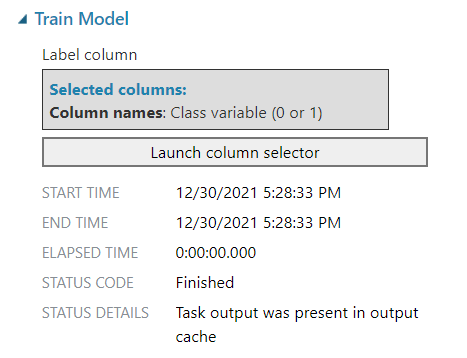 Train Model
Label column
Selected columns:
Column names: Class variable (0 or 1)
Launch column selector
START TIME 12/30/2021 5:28:33 PM
END TIME 12/30/2021 5:28:33 PM
ELAPSED TIME 0:00:00.000
STATUS CODE Finished
STATUS DETAILS Task output was present in output
cache